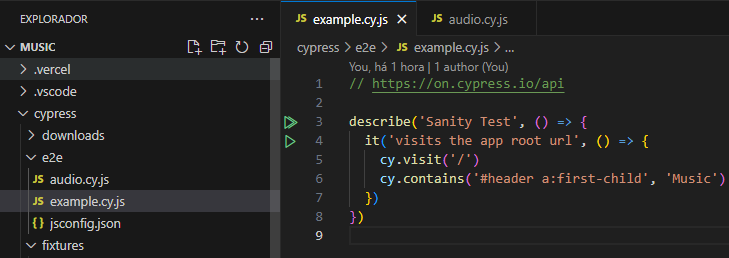 EXPLORADOR
MUSIC
.vercel
.vscode
cypress
downloads
e2e
JS audio.cy.js
JS example.cy.js
{} jsconfig.json
fixtures
JS example.cy.js
JS audio.cy.js
cypress > e2e > JS example.cy.js > ...
You, há 1 hora | 1 author (You)
1 // https://on.cypress.io/api
2
3 describe('Sanity Test', () => {
4 it('visits the app root url', () => {
5 cy.visit('/')
6 cy.contains('#header a:first-child', 'Music')
7 })
8 })
9